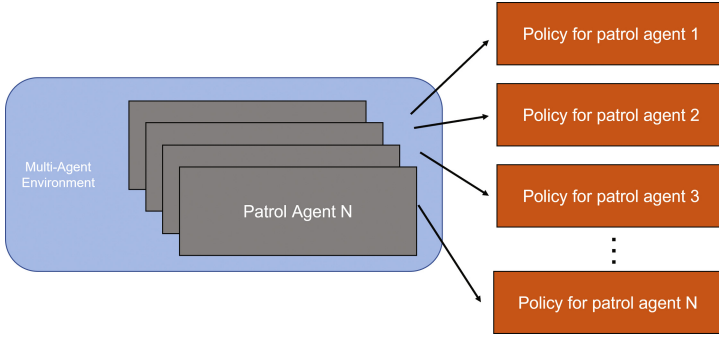 Policy for patrol agent 1
Policy for patrol agent 2
Multi-Agent
Environment
Patrol Agent N
Policy for patrol agent 3
Policy for patrol agent N